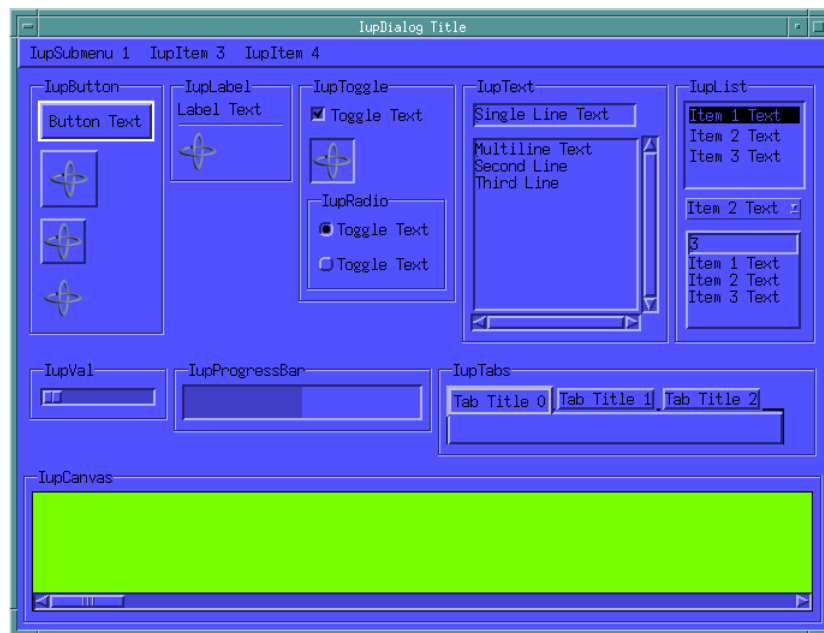 IupDialog Title
IupSubmenu 1 IupItem 3 IupItem 4
IupButton
Button Text
IupLabel
Label Text
IupToggle
Toggle Text
IupRadio
Toggle Text
Toggle Text
IupText
Single Line Text
Multiline Text
Second Line
Third Line
IupList
Item 1 Text
Item 2 Text
Item 3 Text
Item 2 Text
3
Item 1 Text
Item 2 Text
Item 3 Text
IupVal
IupProgressBar
IupTabs
Tab Title 0 Tab Title 1 Tab Title 2
IupCanvas